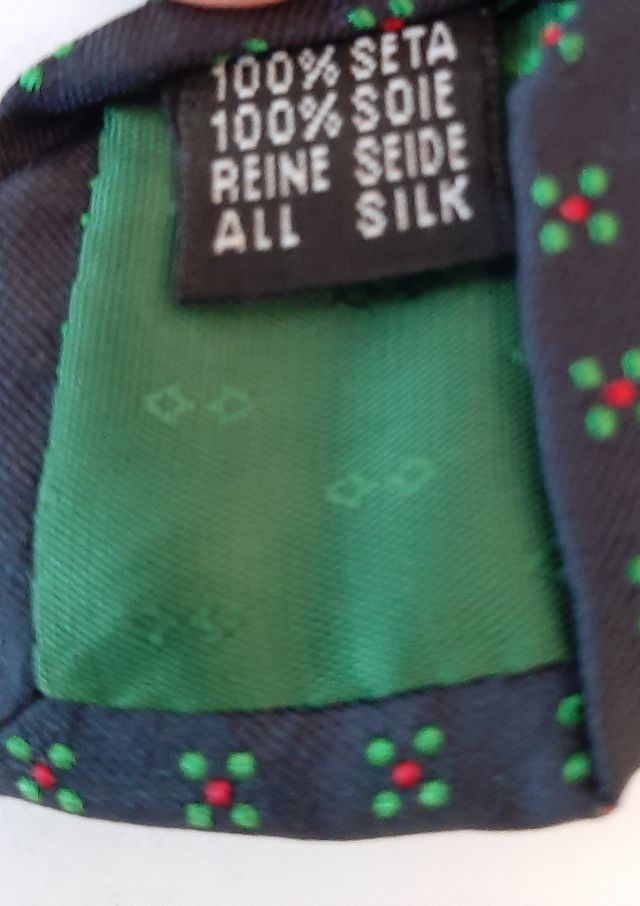 100% SETA
100% SOIE
REINE SEIDE
ALL SILK